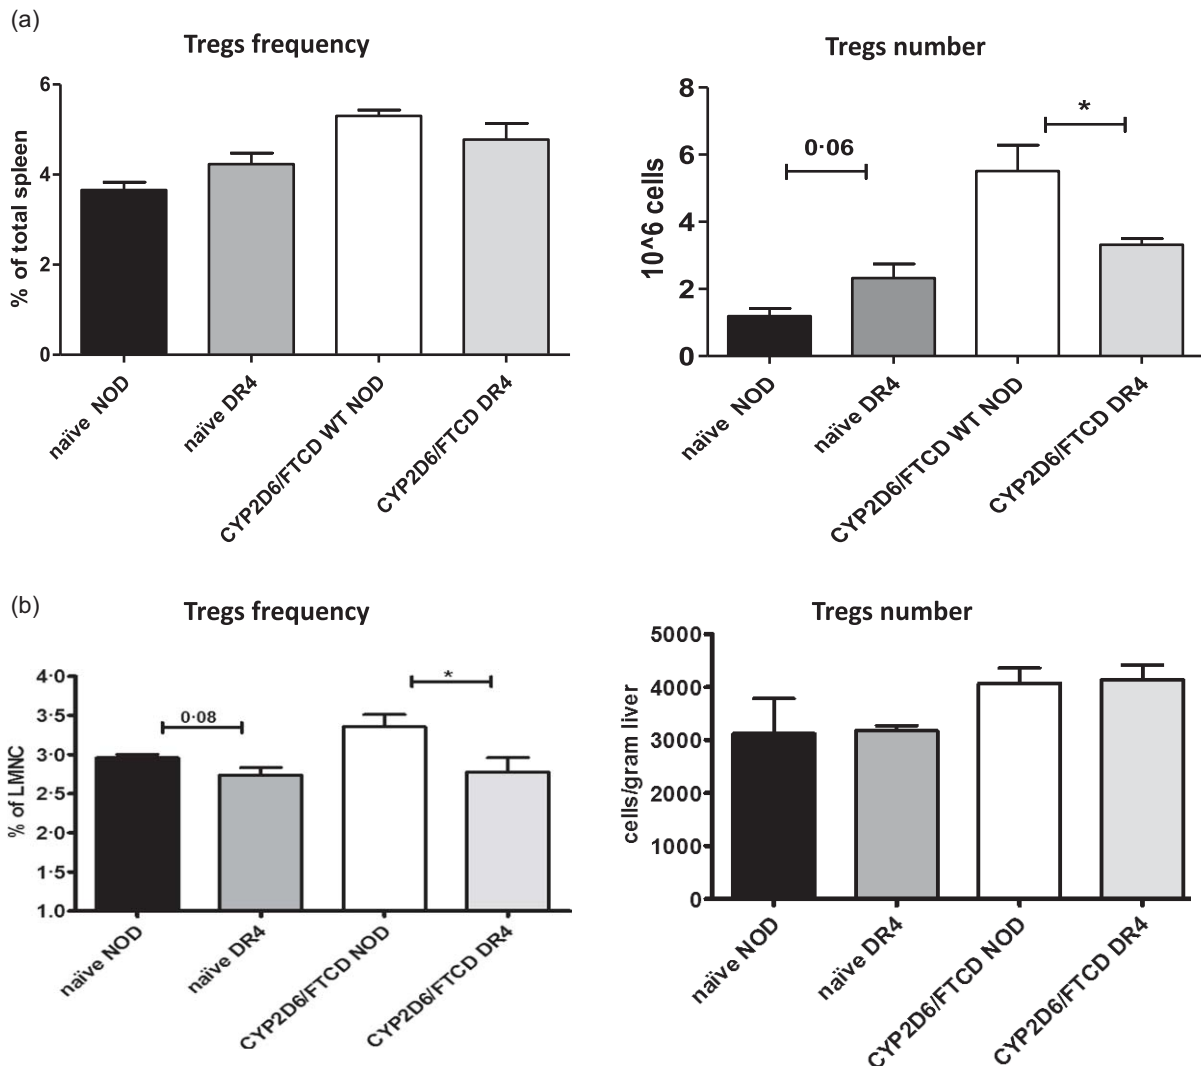 (a)
Tregs frequency
% of total spleen
6
4
2
0
naïve NOD
naïve DR4
CYP2D6/FTCD WT NOD
CYP2D6/FTCD DR4
Tregs number
10^6 cells
8
6
4
2
0
0·06
*
naïve NOD
naïve DR4
CYP2D6/FTCD WT NOD
CYP2D6/FTCD DR4
(b)
Tregs frequency
% of LMNC
4·0
3·5
3·0
2·5
2·0
1·5
1.0
0·08
*
naïve NOD
naïve DR4
CYP2D6/FTCD NOD
CYP2D6/FTCD DR4
Tregs number
cells/gram liver
5000
4000
3000
2000
1000
0
naïve NOD
naïve DR4
CYP2D6/FTCD NOD
CYP2D6/FTCD DR4